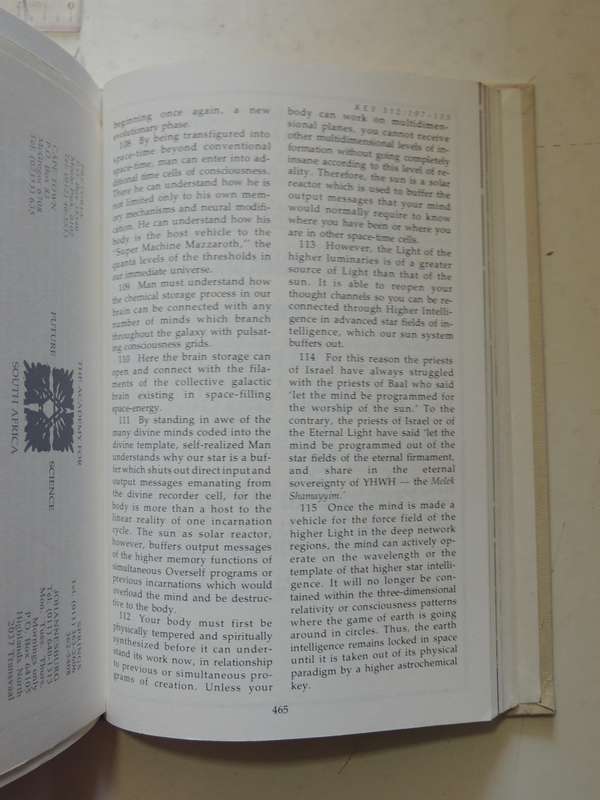 KEY 312:107-115
beginning once again, a new
evolutionary phase.
108 By being transfigured into
space-time beyond conventional
space-time, man can enter into ad-
ditional time cells of consciousness.
There he can understand how he is
not limited only to his own mem-
ory mechanisms and neural modifi-
cation. He can understand how his
body is the host vehicle to the
'Super Machine Mazzaroth,'" the
quanta levels of the thresholds in
our immediate universe.
109 Man must understand how
the chemical storage process in our
brain can be connected with any
number of minds which branch
throughout the galaxy with pulsat-
ing consciousness grids.
110 Here the brain storage can
open and connect with the fila-
ments of the collective galactic
brain existing in space-filling
space-energy.
111 By standing in awe of the
many divine minds coded into the
divine template, self-realized Man
understands why our star is a buf-
fer which shuts out direct input and
output messages emanating from
the divine recorder cell, for the
body is more than a host to the
linear reality of one incarnation
cycle. The sun as solar reactor,
however, buffers output messages
of the higher memory functions of
simultaneous Overself programs or
previous incarnations which would
overload the mind and be destruc-
tive to the body.
112 Your body must first be
physically tempered and spiritually
synthesized before it can under-
stand its work now, in relationship
to previous or simultaneous pro-
grams of creation. Unless your
body can work on multidimen-
sional planes, you cannot receive
other multidimensional levels of in-
formation without going completely
insane according to this level of re-
ality. Therefore, the sun is a solar
reactor which is used to buffer the
output messages that your mind
would normally require to know
where you have been or where you
are in other space-time cells.
113 However, the Light of the
higher luminaries is of a greater
source of Light than that of the
sun. It is able to reopen your
thought channels so you can be re-
connected through Higher Intelli-
gence in advanced star fields of in-
telligence, which our sun system
buffers out.
114 For this reason the priests
of Israel have always struggled
with the priests of Baal who said
'let the mind be programmed for
the worship of the sun.' To the
contrary, the priests of Israel or of
the Eternal Light have said 'let the
mind be programmed out of the
star fields of the eternal firmament,
and share in the eternal
sovereignty of YHWH — the Melek
Shamayyim.'
115 Once the mind is made a
vehicle for the force field of the
higher Light in the deep network
regions, the mind can actively op-
erate on the wavelength or the
template of that higher star intelli-
gence. It will no longer be con-
tained within the three-dimensional
relativity or consciousness patterns
where the game of earth is going
around in circles. Thus, the earth
intelligence remains locked in space
until it is taken out of its physical
paradigm by a higher astrochemical
key.
465
THE ACADEMY FOR
FUTURE SCIENCE
SOUTH AFRICA
JOHANNESBURG
Mornings only
P.O. Box 64105
Highlands North
2037 Transvaal